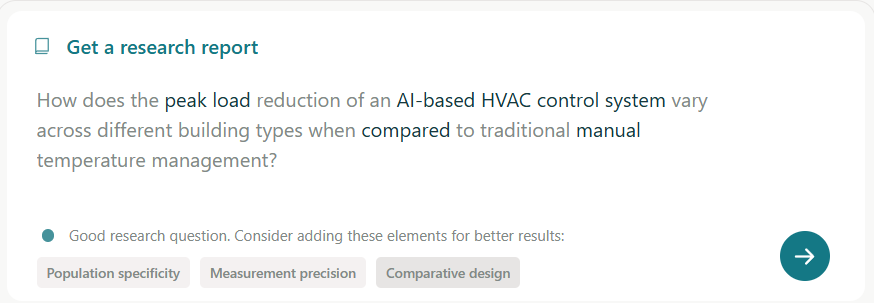 Get a research report
How does the peak load reduction of an AI-based HVAC control system vary
across different building types when compared to traditional manual
temperature management?
Good research question. Consider adding these elements for better results:
Population specificity Measurement precision Comparative design